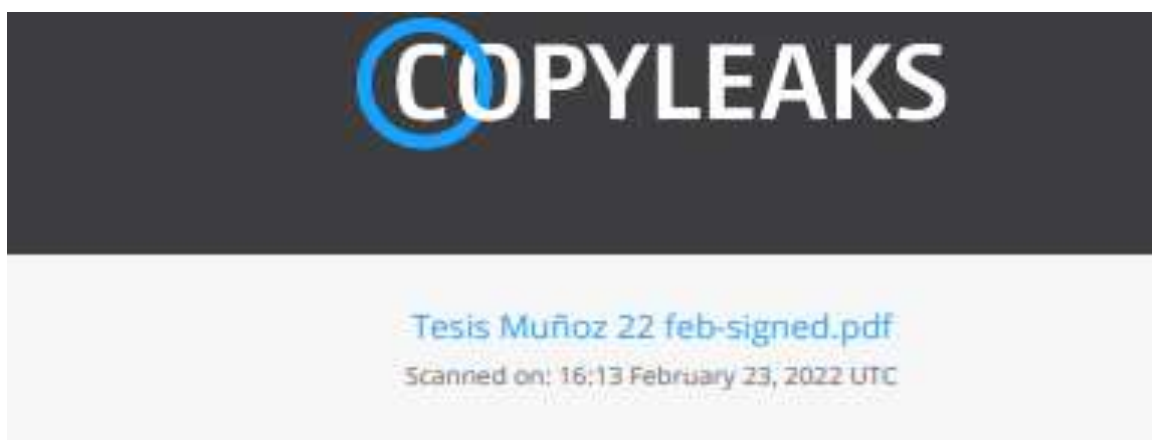 COPYLEAKS
Tesis Muñoz 22 feb-signed.pdf
Scanned on: 16:13 February 23, 2022 UTC